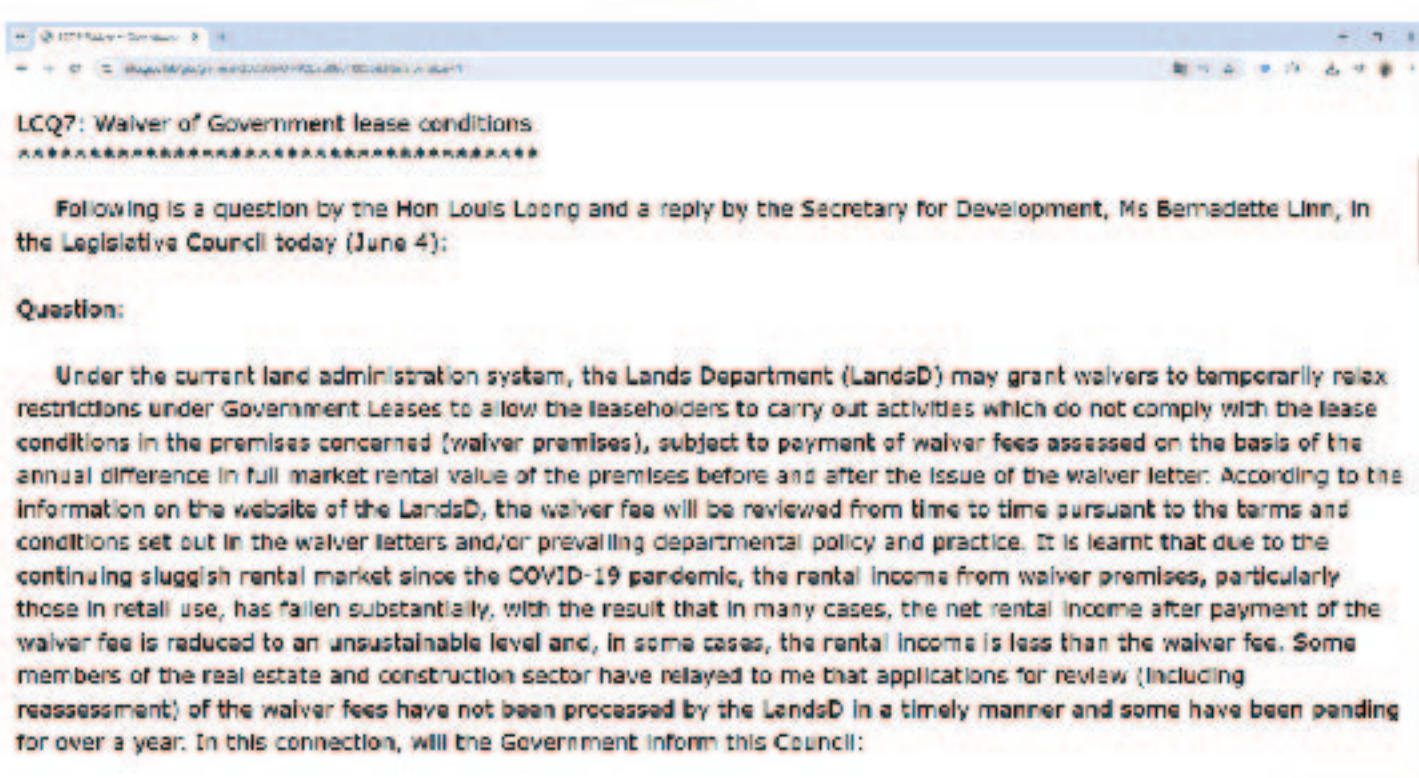 LCQ7: Waiver of Government lease conditions
Following is a question by the Hon Louis Loong and a reply by the Secretary for Development, Ms Bernadette Linn, in
the Legislative Council today (June 4):
Question:
Under the current land administration system, the Lands Department (LandsD) may grant waivers to temporarily relax
restrictions under Government Leases to allow the leaseholders to carry out activities which do not comply with the lease
conditions in the premises concerned (waiver premises), subject to payment of waiver fees assessed on the basis of the
annual difference in full market rental value of the premises before and after the issue of the waiver letter. According to the
information on the website of the LandsD, the waiver fee will be reviewed from time to time pursuant to the terms and
conditions set out in the waiver letters and/or prevailing departmental policy and practice. It is learnt that due to the
continuing sluggish rental market since the COVID-19 pandemic, the rental income from waiver premises, particularly
those in retail use, has fallen substantially, with the result that in many cases, the net rental income after payment of the
waiver fee is reduced to an unsustainable level and, in some cases, the rental income is less than the waiver fee. Some
members of the real estate and construction sector have relayed to me that applications for review (including
reassessment) of the waiver fees have not been processed by the LandsD in a timely manner and some have been pending
for over a year. In this connection, will the Government inform this Council: